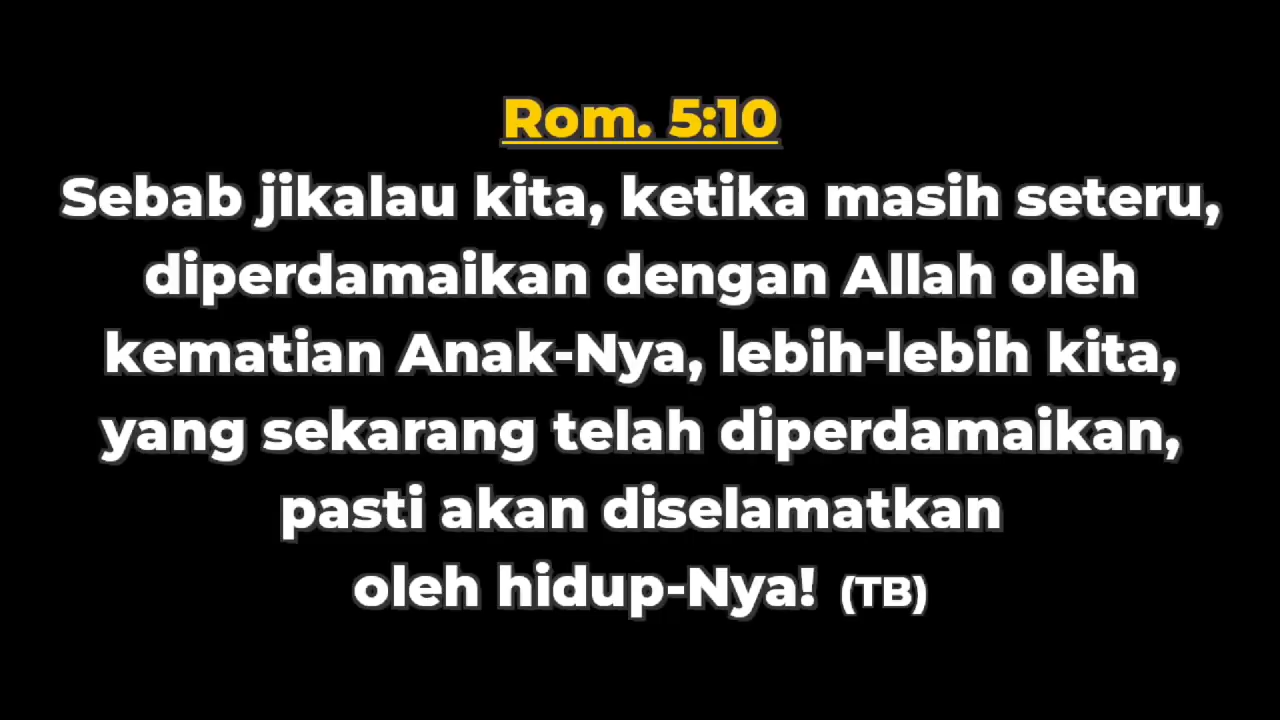 Rom. 5:10
Sebab jikalau kita, ketika masih seteru,
diperdamaikan dengan Allah oleh
kematian Anak-Nya, lebih-lebih kita,
yang sekarang telah diperdamaikan,
pasti akan diselamatkan
oleh hidup-Nya! (TB)